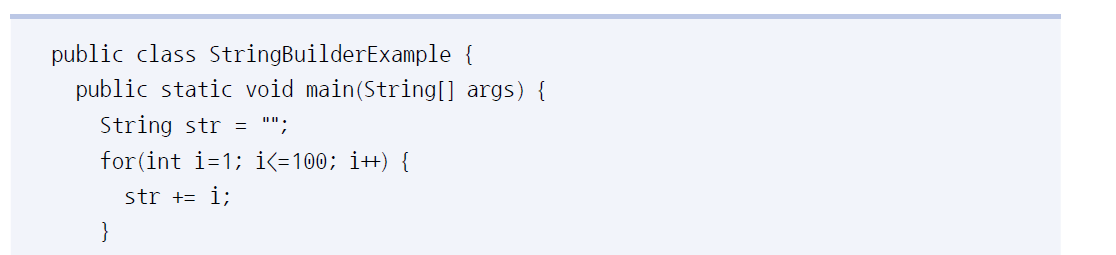 public class StringBuilderExample {
public static void main(String[] args) {
String str = "";
for(int i=1; i<=100; i++) {
str += i;
}